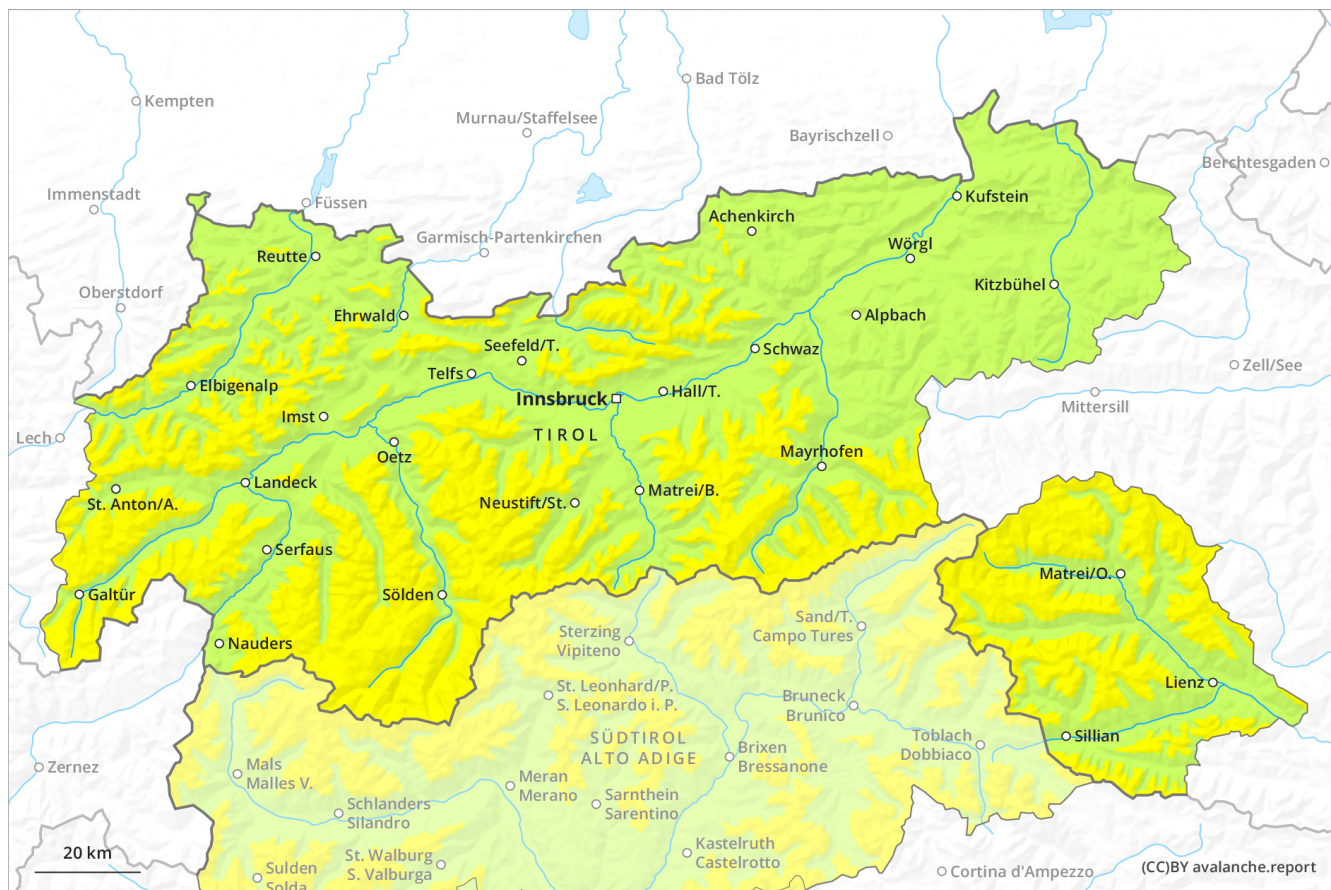 Kempten
Bad Tölz
Murnau/Staffelsee
Bayrischzell
Berchtesgaden
Immenstadt
Füssen
Kufstein
Achenkirch
Garmisch-Partenkirchen
Wörgl
Reutte
Kitzbühel
Oberstdorf
Ehrwald
Alpbach
Seefeld/T.
Schwaz
Zell/See
Telfs
Elbigenalp
Hall/T.
Innsbruck
Mittersill
Imst
TIROL
Lech
Oetz
Mayrhofen
Landeck
Matrei/B.
St. Anton/A.
Neustift/St.
Serfaus
Matrei/O.
Galtür
Sölden
Sand/T.
Campo Tures
Sterzing
Vipiteno
Nauders
Lienz
St. Leonhard/P.
S. Leonardo i. P.
Bruneck
Brunico
SÜDTIROL
ALTO ADIGE
Toblach
Dobbiaco
Sillian
Brixen
Bressanone
Zernez
Mals
Malles V.
Meran
Merano
Sarnthein
Sarentino
Schlanders
Silandro
Kastelruth
Castelrotto
20 km
St. Walburg
S. Valburga
Sulden
Solda
Cortina d'Ampezzo
(CC)BY avalanche.report